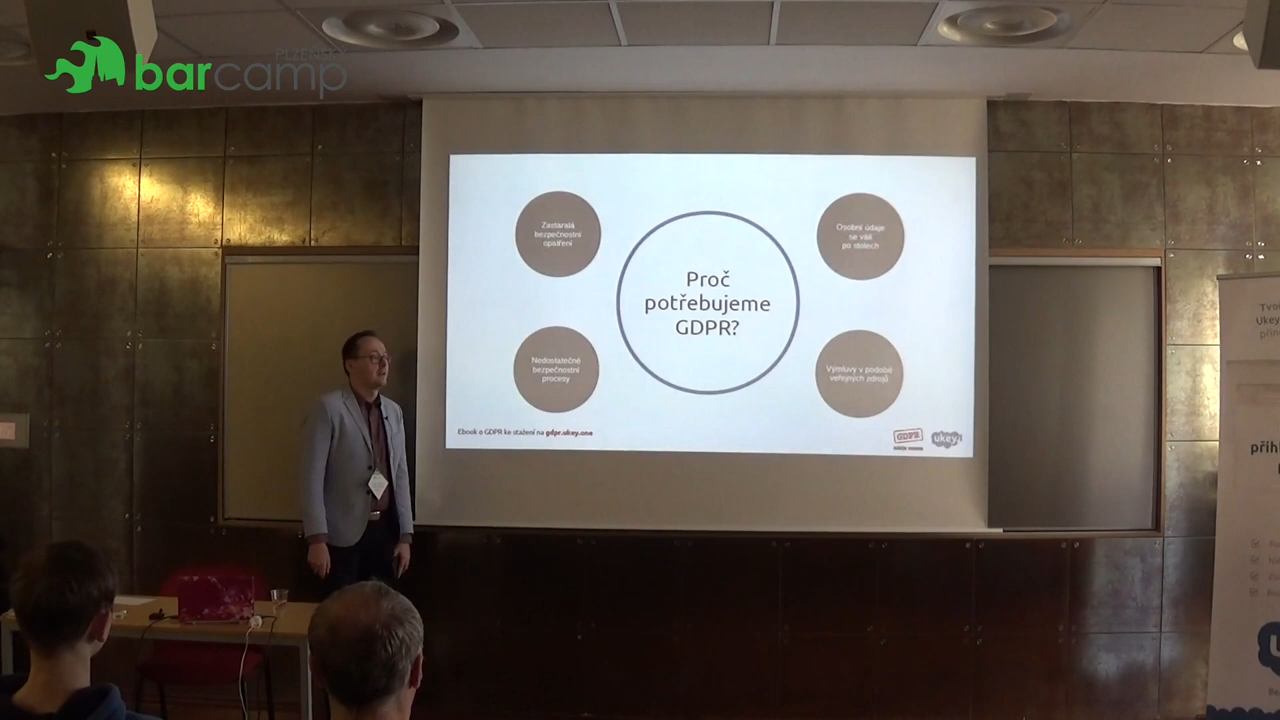 PLZEŇSKÝ
barcamp
Zastaralá
bezpečnostní
opatření
Osobní údaje
se válí
po stolech
Proč
potřebujeme
GDPR?
Nedostatečné
bezpečnostní
procesy
Výmluvy v podobě
veřejných zdrojů
Ebook o GDPR ke stažení na gdpr.ukey.one
GDPR
ukey